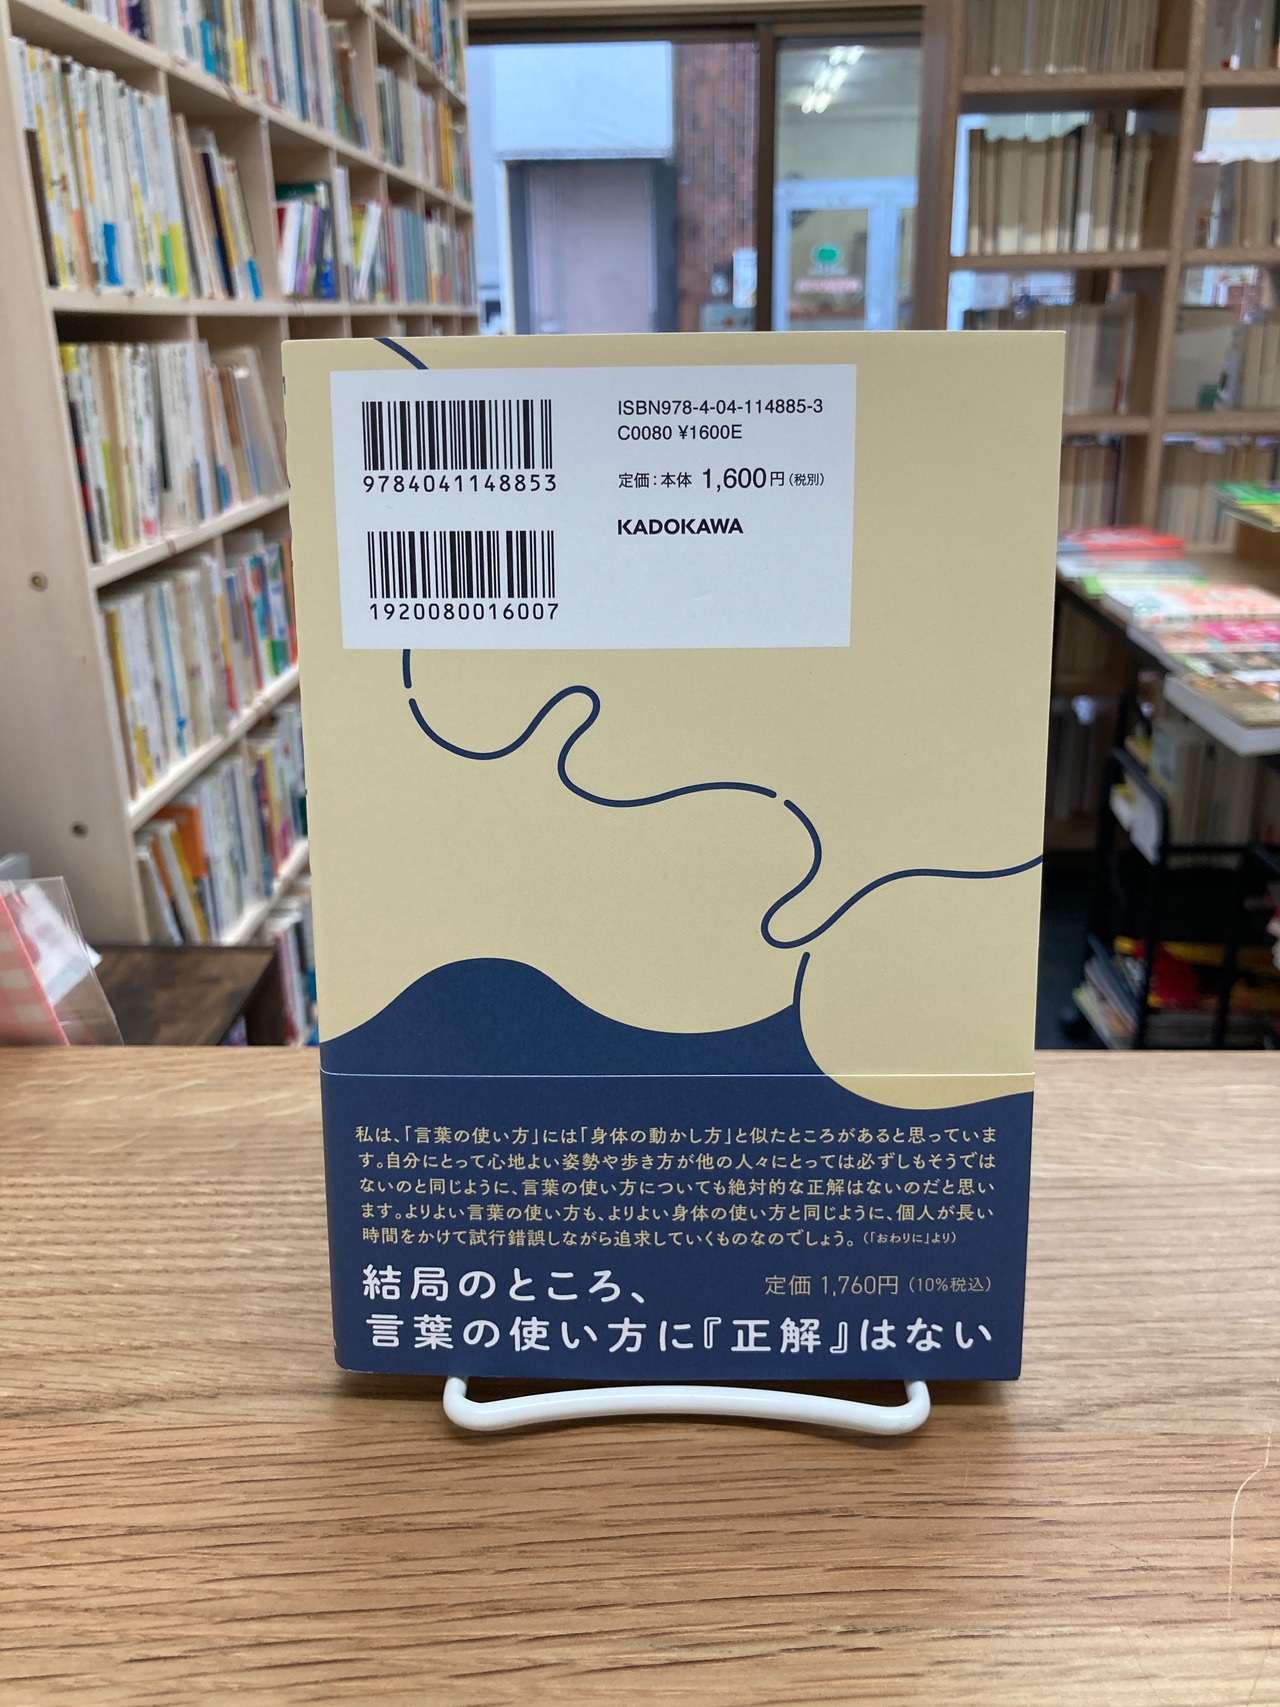 9784041148853
1920080016007
ISBN978-4-04-114885-3
C0080 ¥1600E
定価：本体 1,600円（税別）
KADOKAWA
私は、「言葉の使い方」には「身体の動かし方」と似たところがあると思っていま
す。自分にとって心地よい姿勢や歩き方が他の人々にとっては必ずしもそうでは
ないのと同じように、言葉の使い方についても絶対的な正解はないのだと思い
ます。よりよい言葉の使い方も、よりよい身体の使い方と同じように、個人が長い
時間をかけて試行錯誤しながら追求していくものなのでしょう。（「おわりに」より）
結局のところ、
定価 1,760円（10%税込）
言葉の使い方に『正解』はない